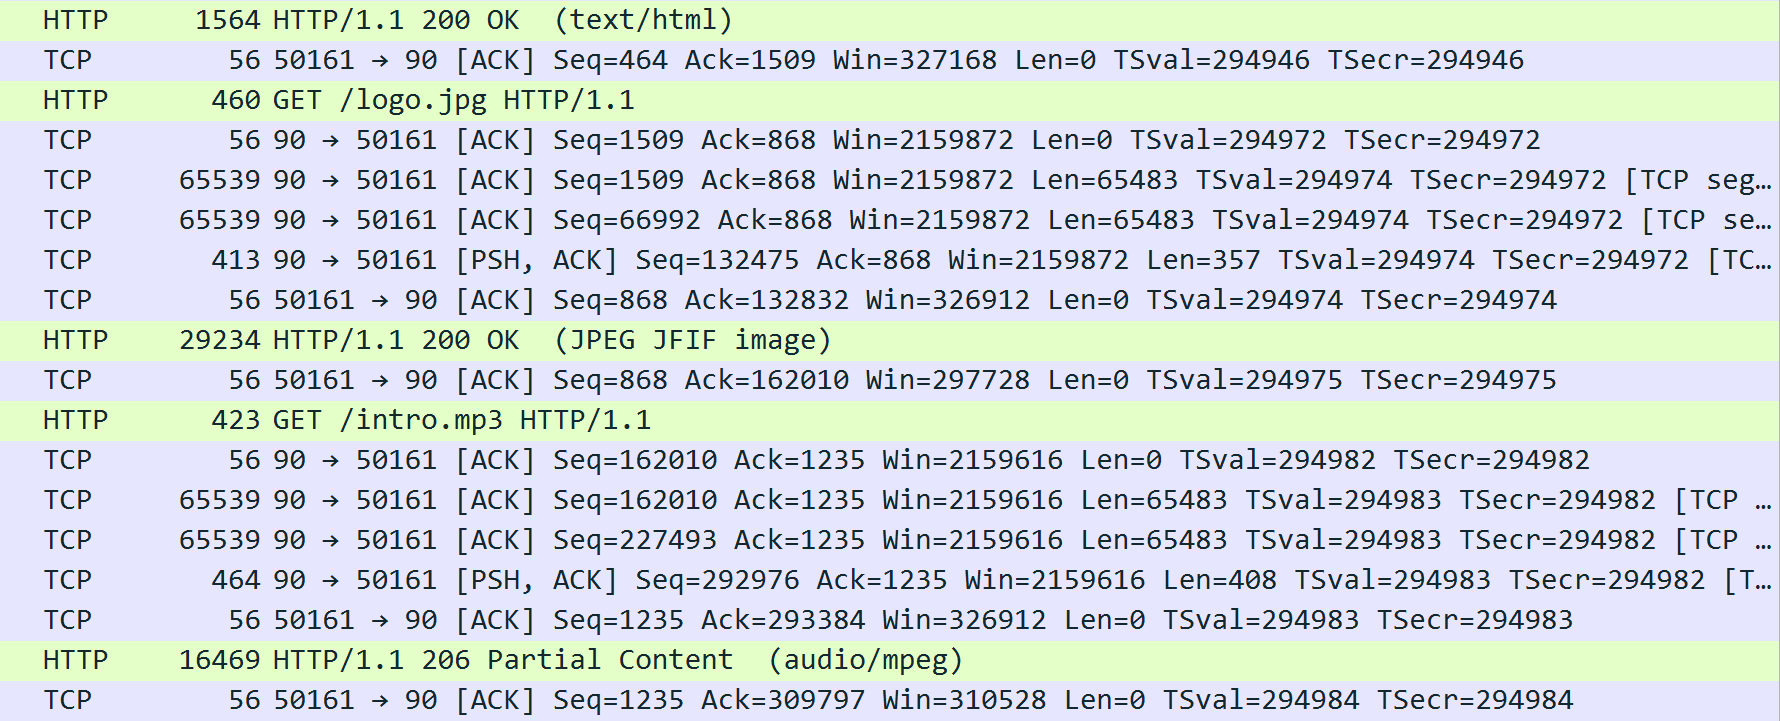 HTTP 1564 HTTP/1.1 200 OK (text/html)
TCP 56 50161 → 90 [ACK] Seq=464 Ack=1509 Win=327168 Len=0 TSval=294946 TSecr=294946
HTTP 460 GET /logo.jpg HTTP/1.1
TCP 56 90 → 50161 [ACK] Seq=1509 Ack=868 Win=2159872 Len=0 TSval=294972 TSecr=294972
TCP 65539 90 → 50161 [ACK] Seq=1509 Ack=868 Win=2159872 Len=65483 TSval=294974 TSecr=294972 [TCP seg…
TCP 65539 90 → 50161 [ACK] Seq=66992 Ack=868 Win=2159872 Len=65483 TSval=294974 TSecr=294972 [TCP se…
TCP 413 90 → 50161 [PSH, ACK] Seq=132475 Ack=868 Win=2159872 Len=357 TSval=294974 TSecr=294972 [TC…
TCP 56 50161 → 90 [ACK] Seq=868 Ack=132832 Win=326912 Len=0 TSval=294974 TSecr=294974
HTTP 29234 HTTP/1.1 200 OK (JPEG JFIF image)
TCP 56 50161 → 90 [ACK] Seq=868 Ack=162010 Win=297728 Len=0 TSval=294975 TSecr=294975
HTTP 423 GET /intro.mp3 HTTP/1.1
TCP 56 90 → 50161 [ACK] Seq=162010 Ack=1235 Win=2159616 Len=0 TSval=294982 TSecr=294982
TCP 65539 90 → 50161 [ACK] Seq=162010 Ack=1235 Win=2159616 Len=65483 TSval=294983 TSecr=294982 [TCP …
TCP 65539 90 → 50161 [ACK] Seq=227493 Ack=1235 Win=2159616 Len=65483 TSval=294983 TSecr=294982 [TCP …
TCP 464 90 → 50161 [PSH, ACK] Seq=292976 Ack=1235 Win=2159616 Len=408 TSval=294983 TSecr=294982 [T…
TCP 56 50161 → 90 [ACK] Seq=1235 Ack=293384 Win=326912 Len=0 TSval=294983 TSecr=294983
HTTP 16469 HTTP/1.1 206 Partial Content (audio/mpeg)
TCP 56 50161 → 90 [ACK] Seq=1235 Ack=309797 Win=310528 Len=0 TSval=294984 TSecr=294984